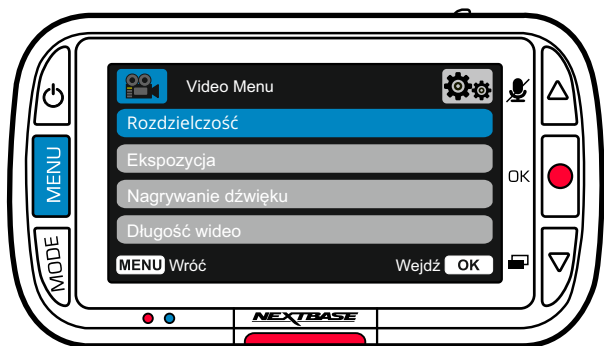 Video Menu
Rozdzielczość
Ekspozycja
Nagrywanie dźwięku
Długość wideo
MENU Wróć
Wejdź OK
MENU
MODE
OK
NEXTBASE